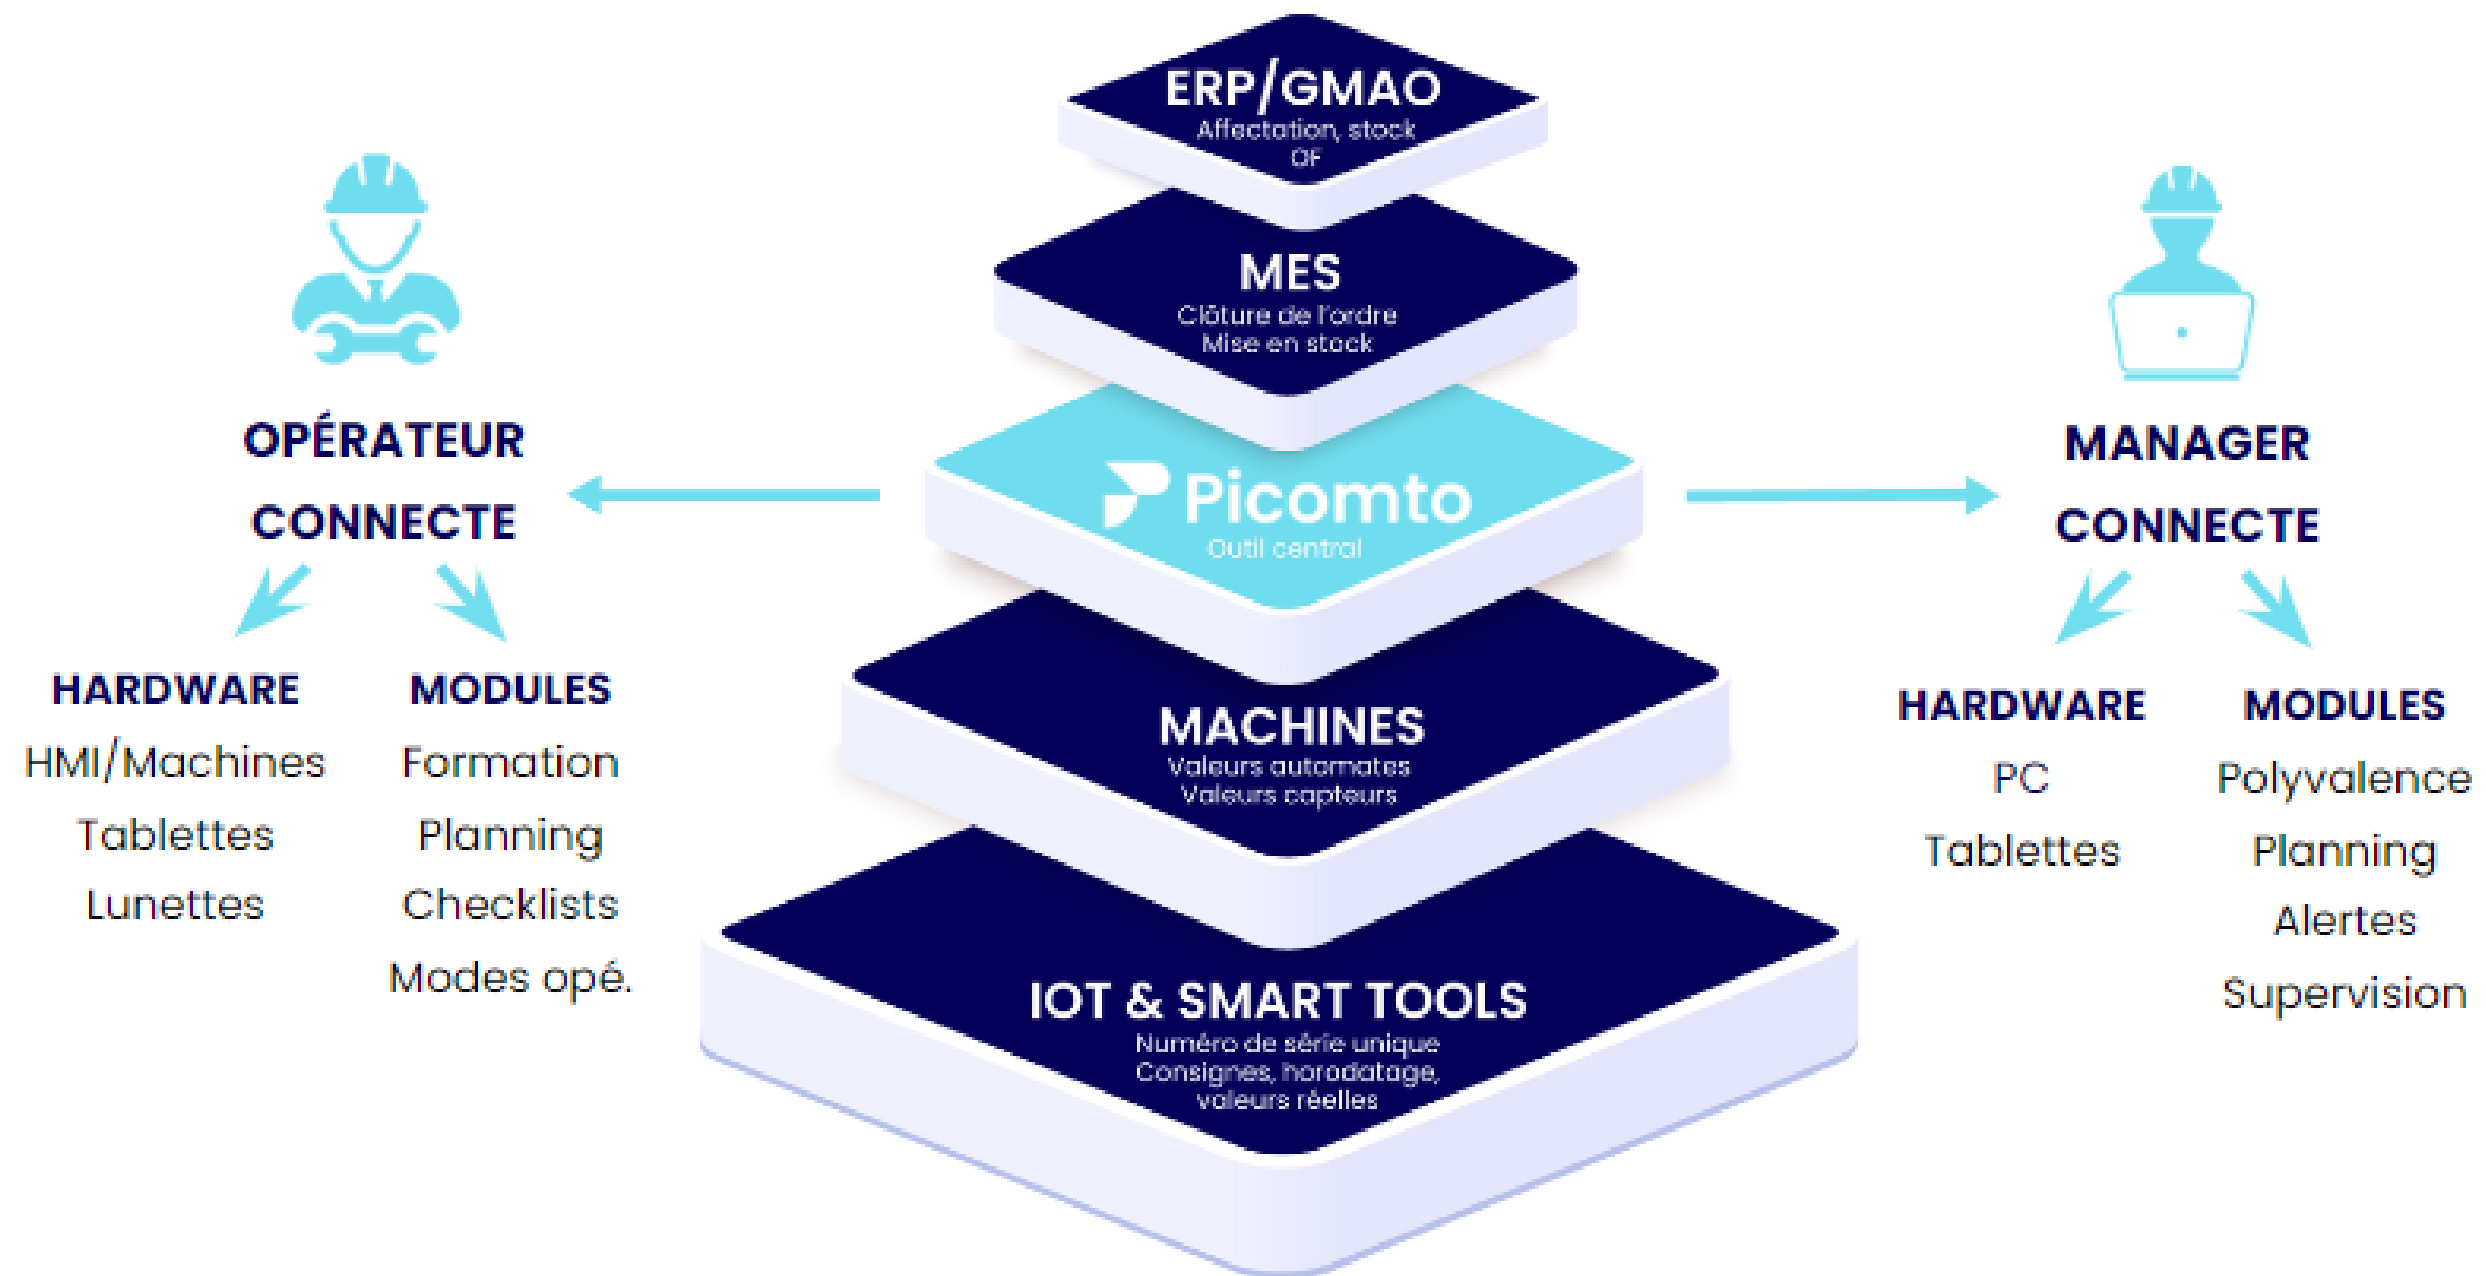 ERP/GMAO
Affectation, stock
OF
MES
Clôture de l'ordre
Mise en stock
Picomto
Outil central
MACHINES
Valeurs automates
Valeurs capteurs
IOT & SMART TOOLS
Numéro de série unique
Consignes, horodatage,
valeurs réelles
OPÉRATEUR
CONNECTE
HARDWARE
HMI/Machines
Tablettes
Lunettes
MODULES
Formation
Planning
Checklists
Modes opé.
MANAGER
CONNECTE
HARDWARE
PC
Tablettes
MODULES
Polyvalence
Planning
Alertes
Supervision